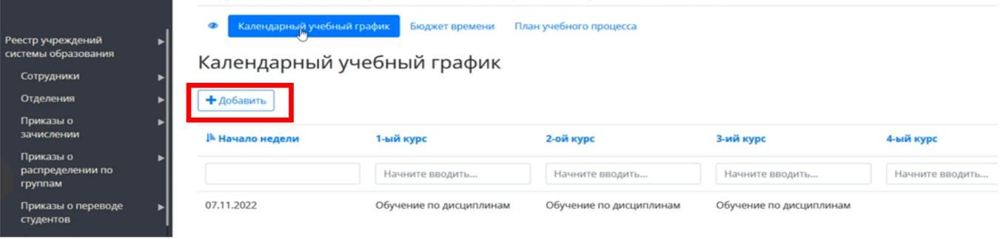 Реестр учреждений
системы образования
Сотрудники
Отделения
Приказы о
зачислении
Приказы о
распределении по
группам
Приказы о переводе
студентов
Календарный учебный график Бюджет времени План учебного процесса
Календарный учебный график
Добавить
Начало недели 1-ый курс 2-ой курс 3-ий курс 4-ый курс
Начните вводить... Начните вводить... Начните вводить... Начните вводить...
07.11.2022 Обучение по дисциплинам Обучение по дисциплинам Обучение по дисциплинам